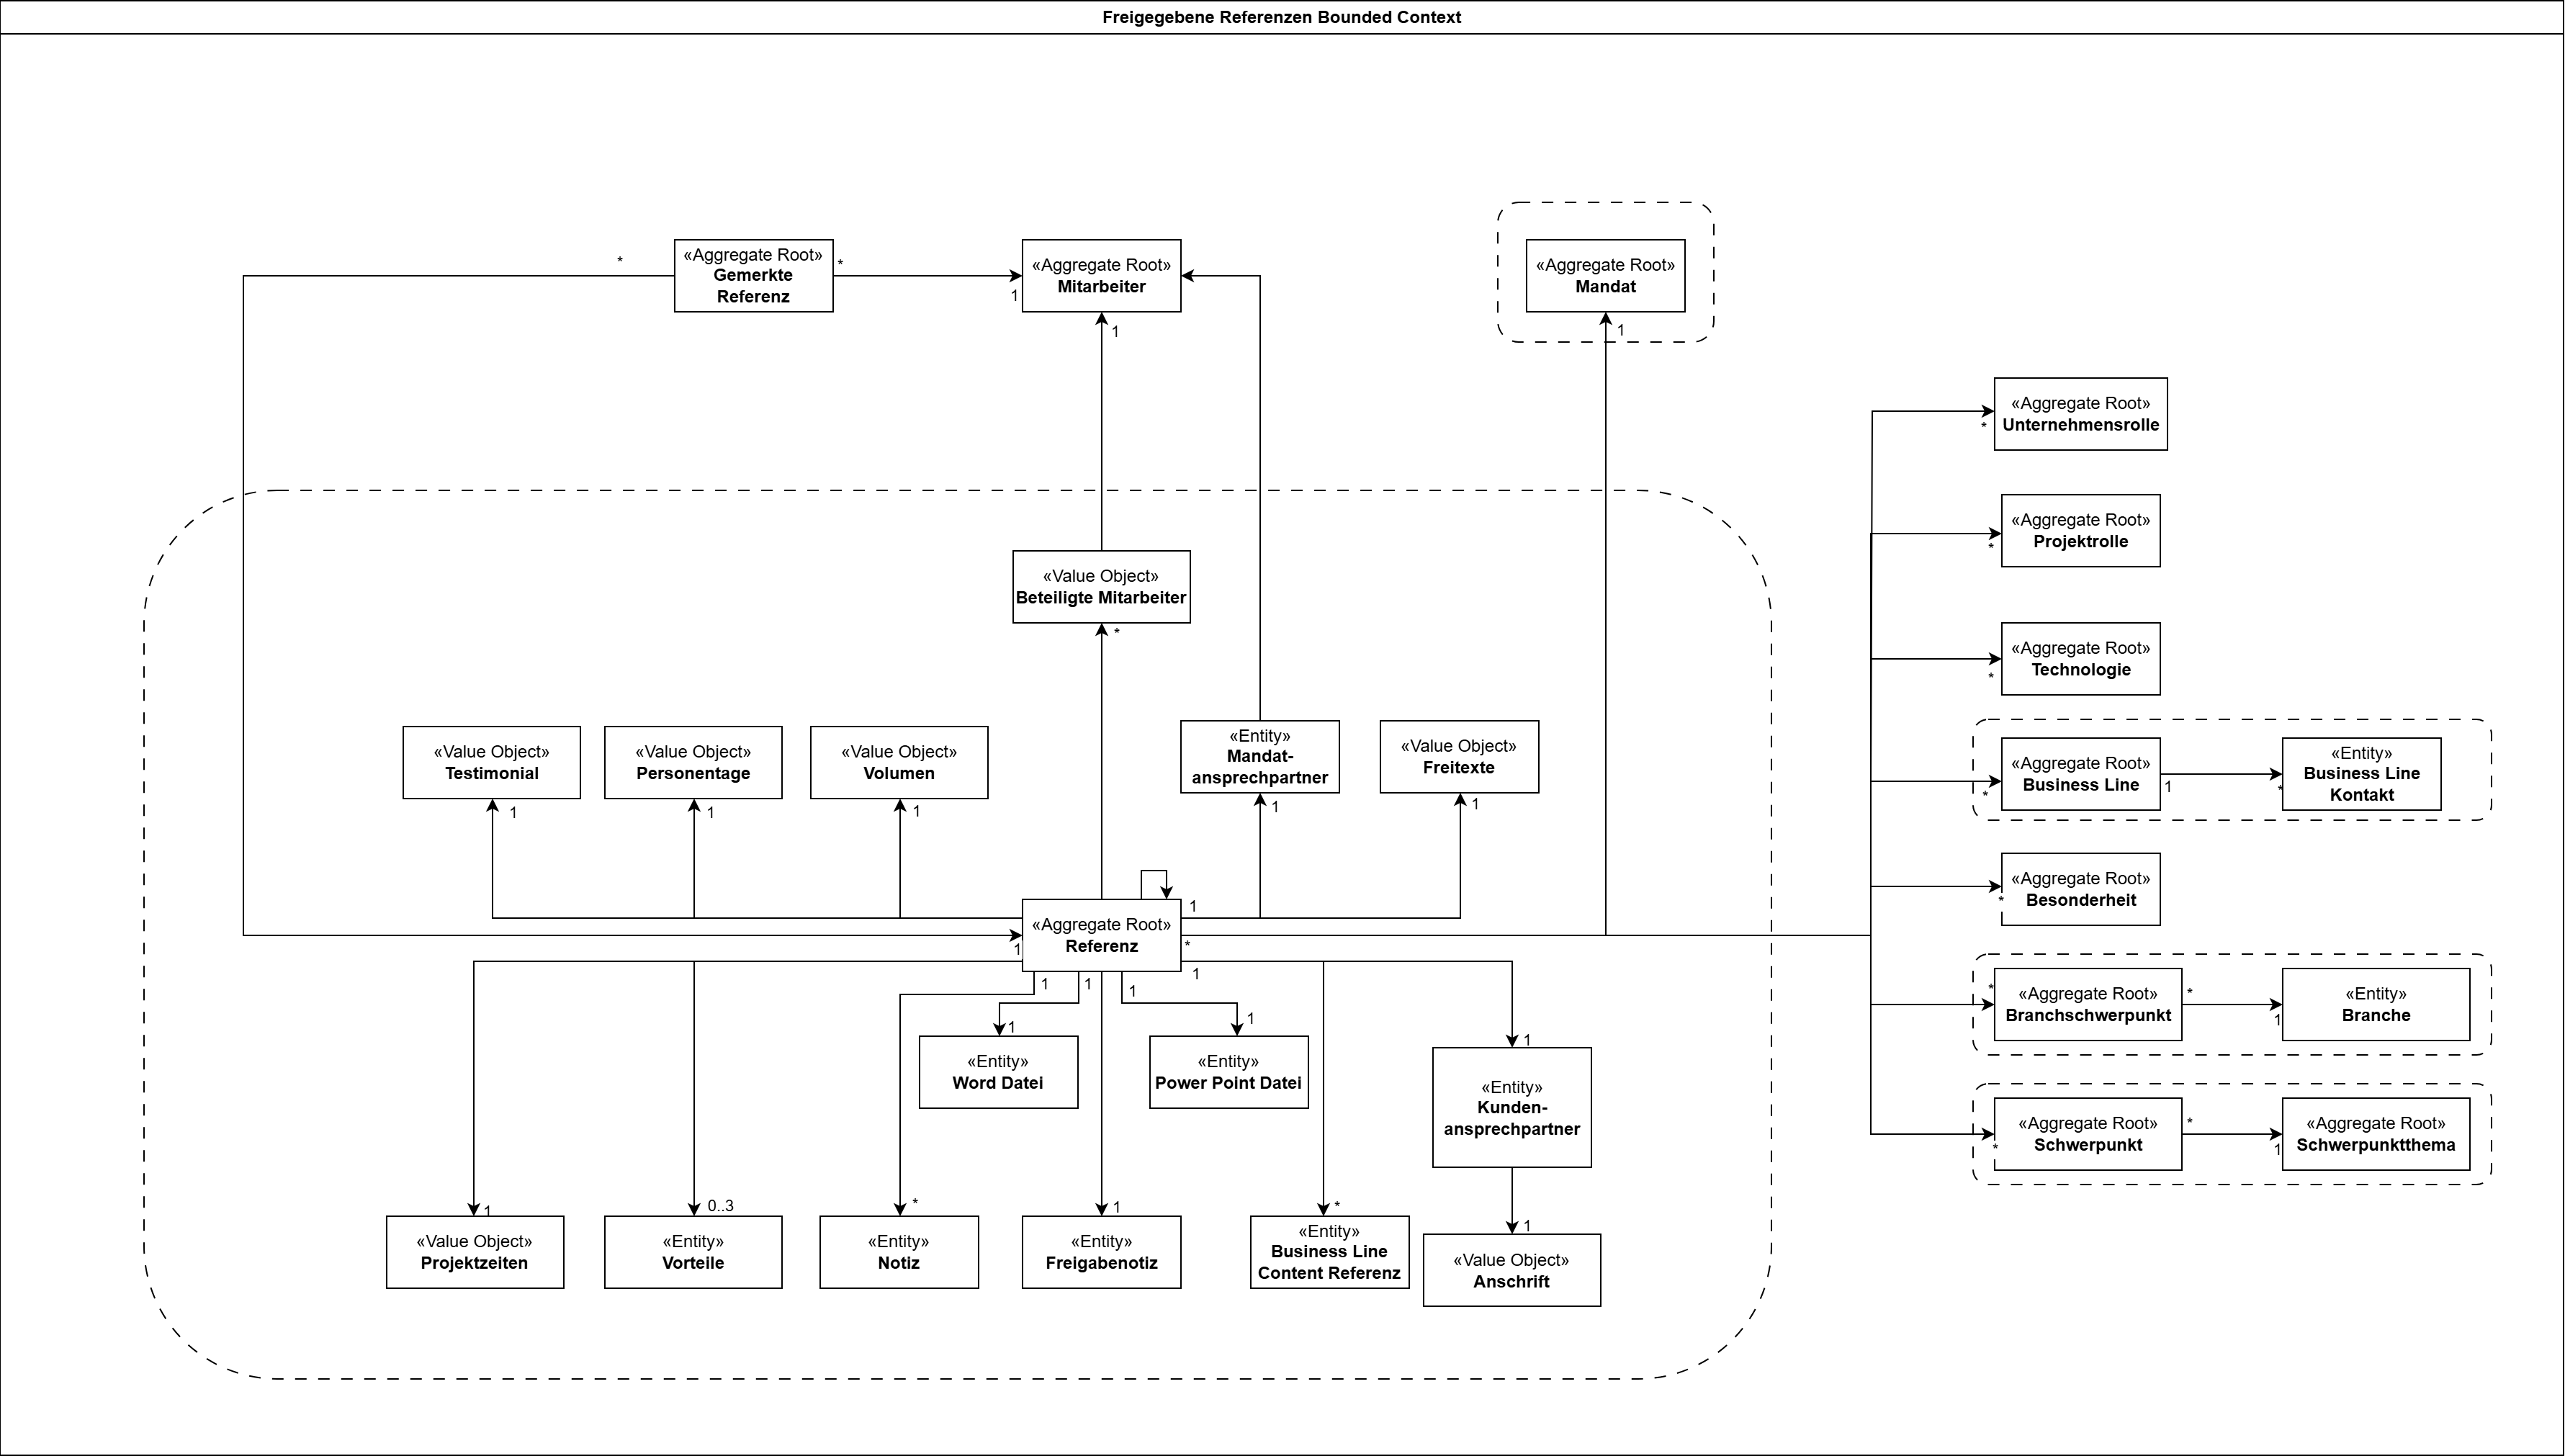 Freigegebene Referenzen Bounded Context
«Aggregate Root»
Gemerkte
Referenz
*
*
«Aggregate Root»
Mitarbeiter
1
1
«Aggregate Root»
Mandat
1
«Aggregate Root»
Unternehmensrolle
*
«Aggregate Root»
Projektrolle
*
«Value Object»
Beteiligte Mitarbeiter
*
«Aggregate Root»
Technologie
*
«Value Object»
Testimonial
1
«Value Object»
Personentage
1
«Value Object»
Volumen
1
«Entity»
Mandat-
ansprechpartner
1
«Value Object»
Freitexte
1
«Aggregate Root»
Business Line
*
1
«Entity»
Business Line
Kontakt
*
«Aggregate Root»
Besonderheit
*
«Aggregate Root»
Referenz
1
1
*
1
1
1
1
«Aggregate Root»
Branchschwerpunkt
*
*
«Entity»
Branche
1
«Entity»
Word Datei
1
«Entity»
Power Point Datei
1
«Entity»
Kunden-
ansprechpartner
1
«Aggregate Root»
Schwerpunkt
*
*
«Aggregate Root»
Schwerpunktthema
1
«Value Object»
Projektzeiten
1
«Entity»
Vorteile
0..3
«Entity»
Notiz
*
«Entity»
Freigabenotiz
1
«Entity»
Business Line
Content Referenz
*
«Value Object»
Anschrift
1